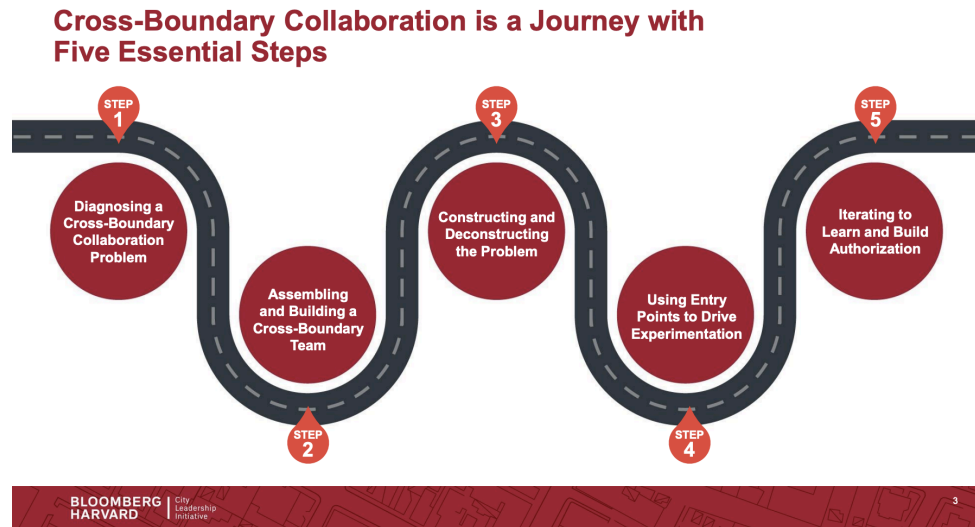 Cross-Boundary Collaboration is a Journey with
Five Essential Steps
STEP
1
Diagnosing a
Cross-Boundary
Collaboration
Problem
STEP
2
Assembling
and Building a
Cross-Boundary
Team
STEP
3
Constructing and
Deconstructing
the Problem
STEP
4
Using Entry
Points to Drive
Experimentation
STEP
5
Iterating to
Learn and Build
Authorization
BLOOMBERG
HARVARD
City
Leadership
Initiative
3